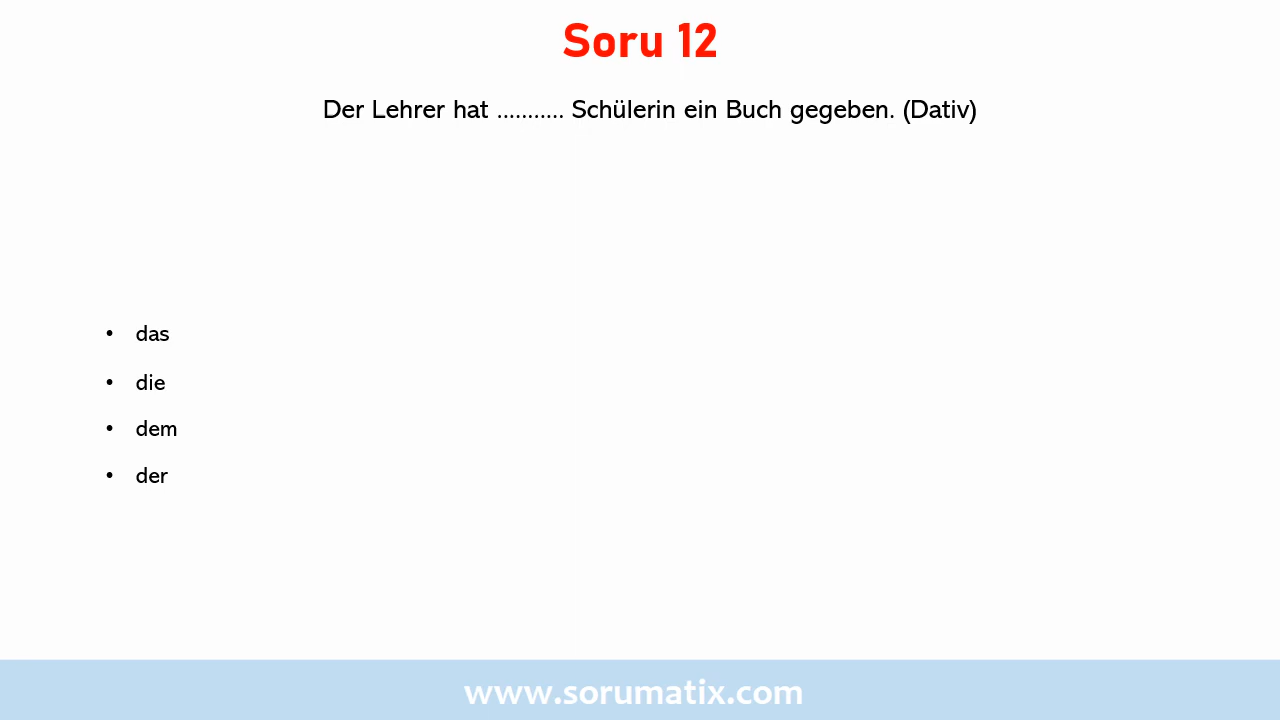 Soru 12
Der Lehrer hat ........... Schülerin ein Buch gegeben. (Dativ)
• das
• die
• dem
• der
www.sorumatix.com